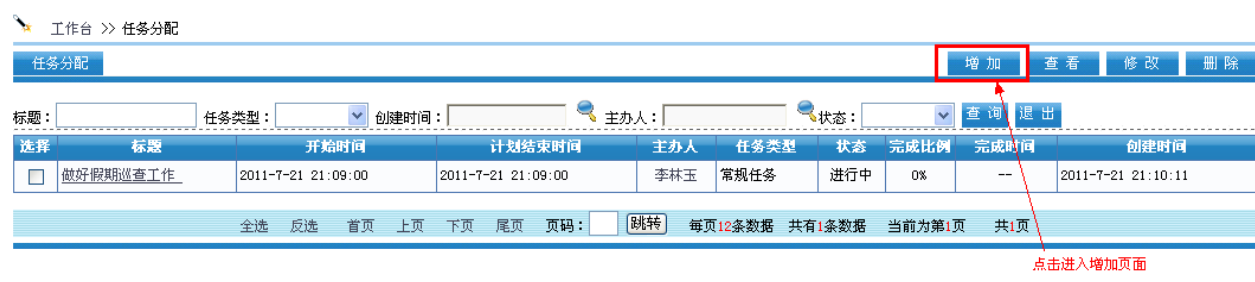 工作台 >> 任务分配
任务分配 增 加 查 看 修 改 删 除
标题： 任务类型： 创建时间： 主办人： 状态： 查 询 退 出
选择 标题 开始时间 计划结束时间 主办人 任务类型 状态 完成比例 完成时间 创建时间
做好假期巡查工作 2011-7-21 21:09:00 2011-7-21 21:09:00 李林玉 常规任务 进行中 0% -- 2011-7-21 21:10:11
全选 反选 首页 上页 下页 尾页 页码： 跳转 每页12条数据 共有1条数据 当前为第1页 共1页
点击进入增加页面